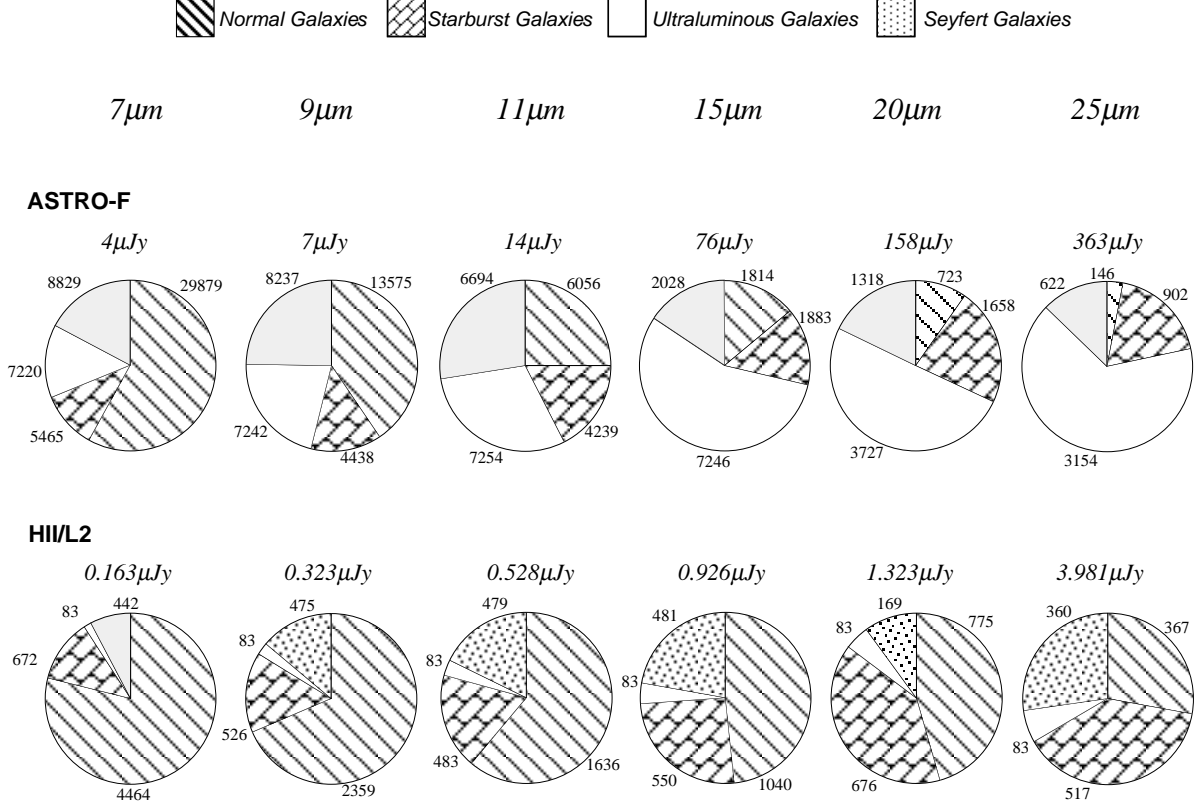 Normal Galaxies Starburst Galaxies Ultraluminous Galaxies Seyfert Galaxies
7μm 9μm 11μm 15μm 20μm 25μm
ASTRO-F
4μJy 7μJy 14μJy 76μJy 158μJy 363μJy
8829 29879 8237 13575 6694 6056 2028 1814 1318 723 622 146 902
1883 1658
7220
5465 7242 4438 7254 4239 7246 3727 3154
HII/L2
0.163μJy 0.323μJy 0.528μJy 0.926μJy 1.323μJy 3.981μJy
83 442 475 479 481 169 360
83 83 83 775 367
672 83
526 483 1636 550 1040 676 83 517
4464 2359